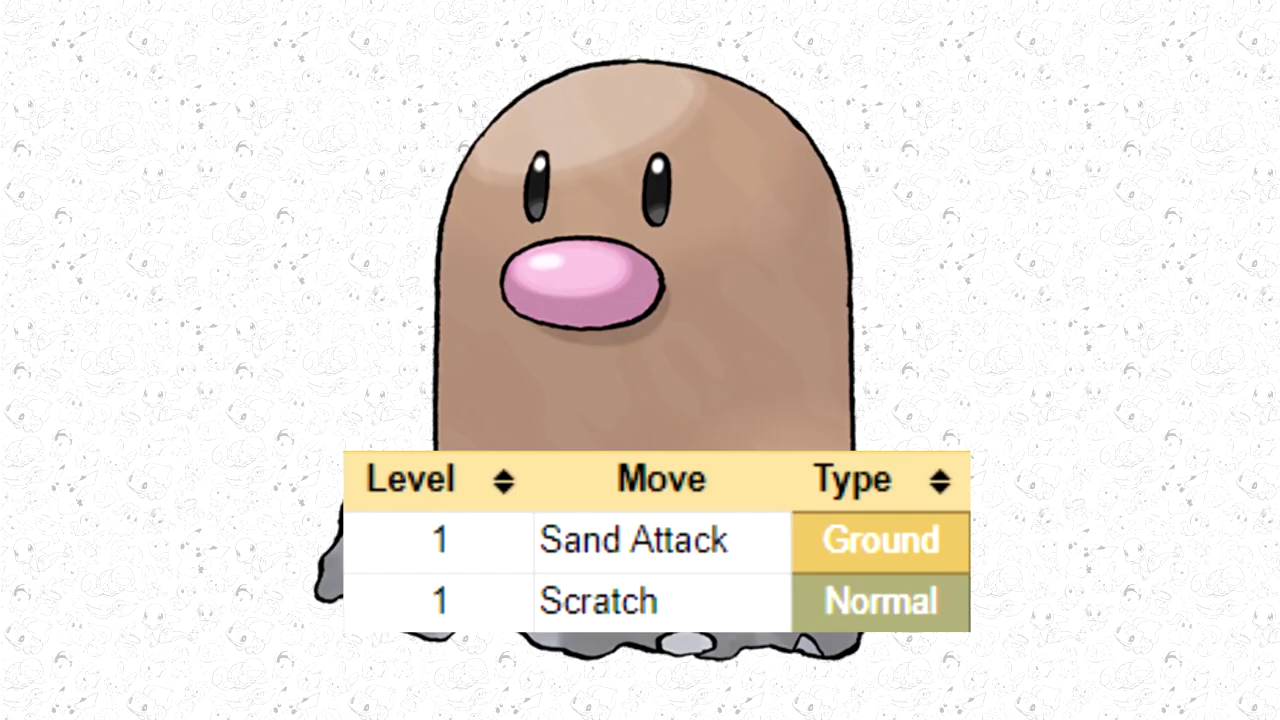 Level Move Type
1 Sand Attack Ground
1 Scratch Normal